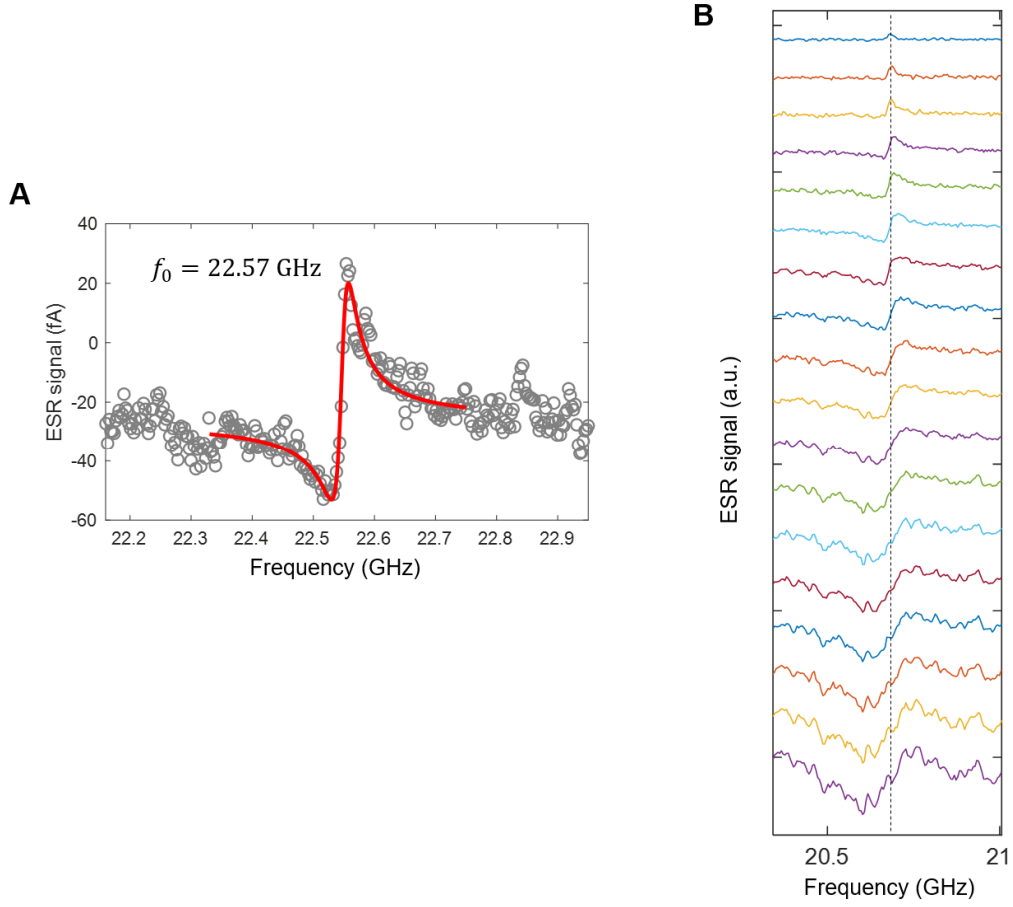 A
f₀ = 22.57 GHz
ESR signal (fA)
40
20
0
-20
-40
-60
22.2 22.3 22.4 22.5 22.6 22.7 22.8 22.9
Frequency (GHz)
B
ESR signal (a.u.)
20.5 21
Frequency (GHz)